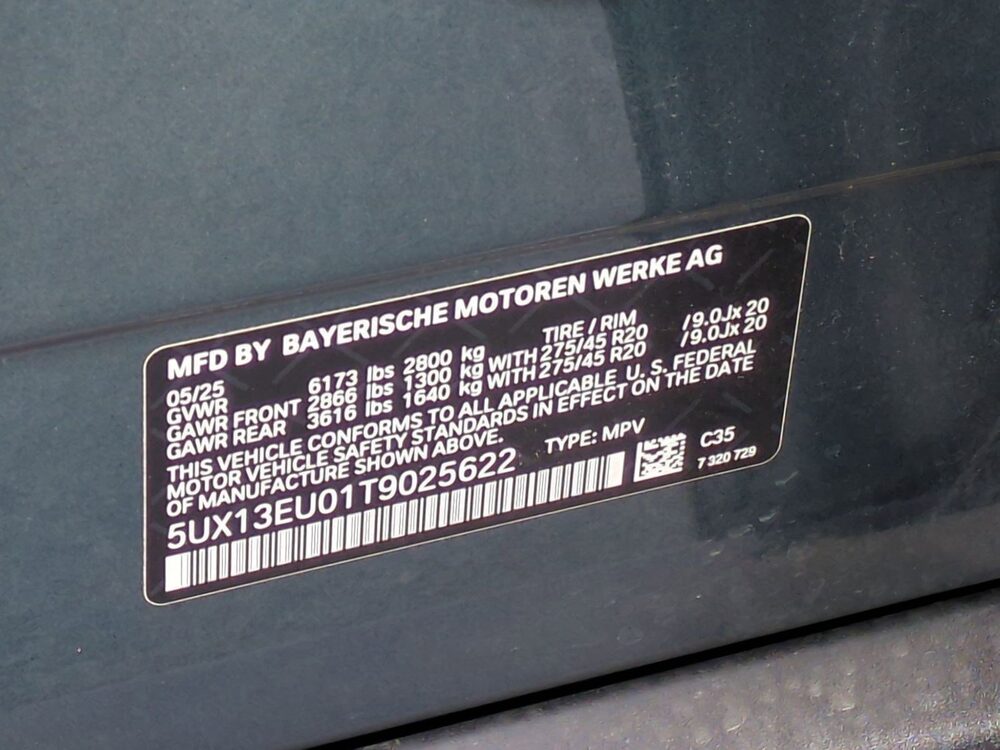 MFD BY BAYERISCHE MOTOREN WERKE AG
05/25 TIRE / RIM
GVWR 6173 lbs 2800 kg
GAWR FRONT 2866 lbs 1300 kg WITH 275/45 R20 /9.0Jx 20
GAWR REAR 3616 lbs 1640 kg WITH 275/45 R20 /9.0Jx 20
THIS VEHICLE CONFORMS TO ALL APPLICABLE U. S. FEDERAL
MOTOR VEHICLE SAFETY STANDARDS IN EFFECT ON THE DATE
OF MANUFACTURE SHOWN ABOVE.
5UX13EU01T9025622 TYPE: MPV C35
7 320 729